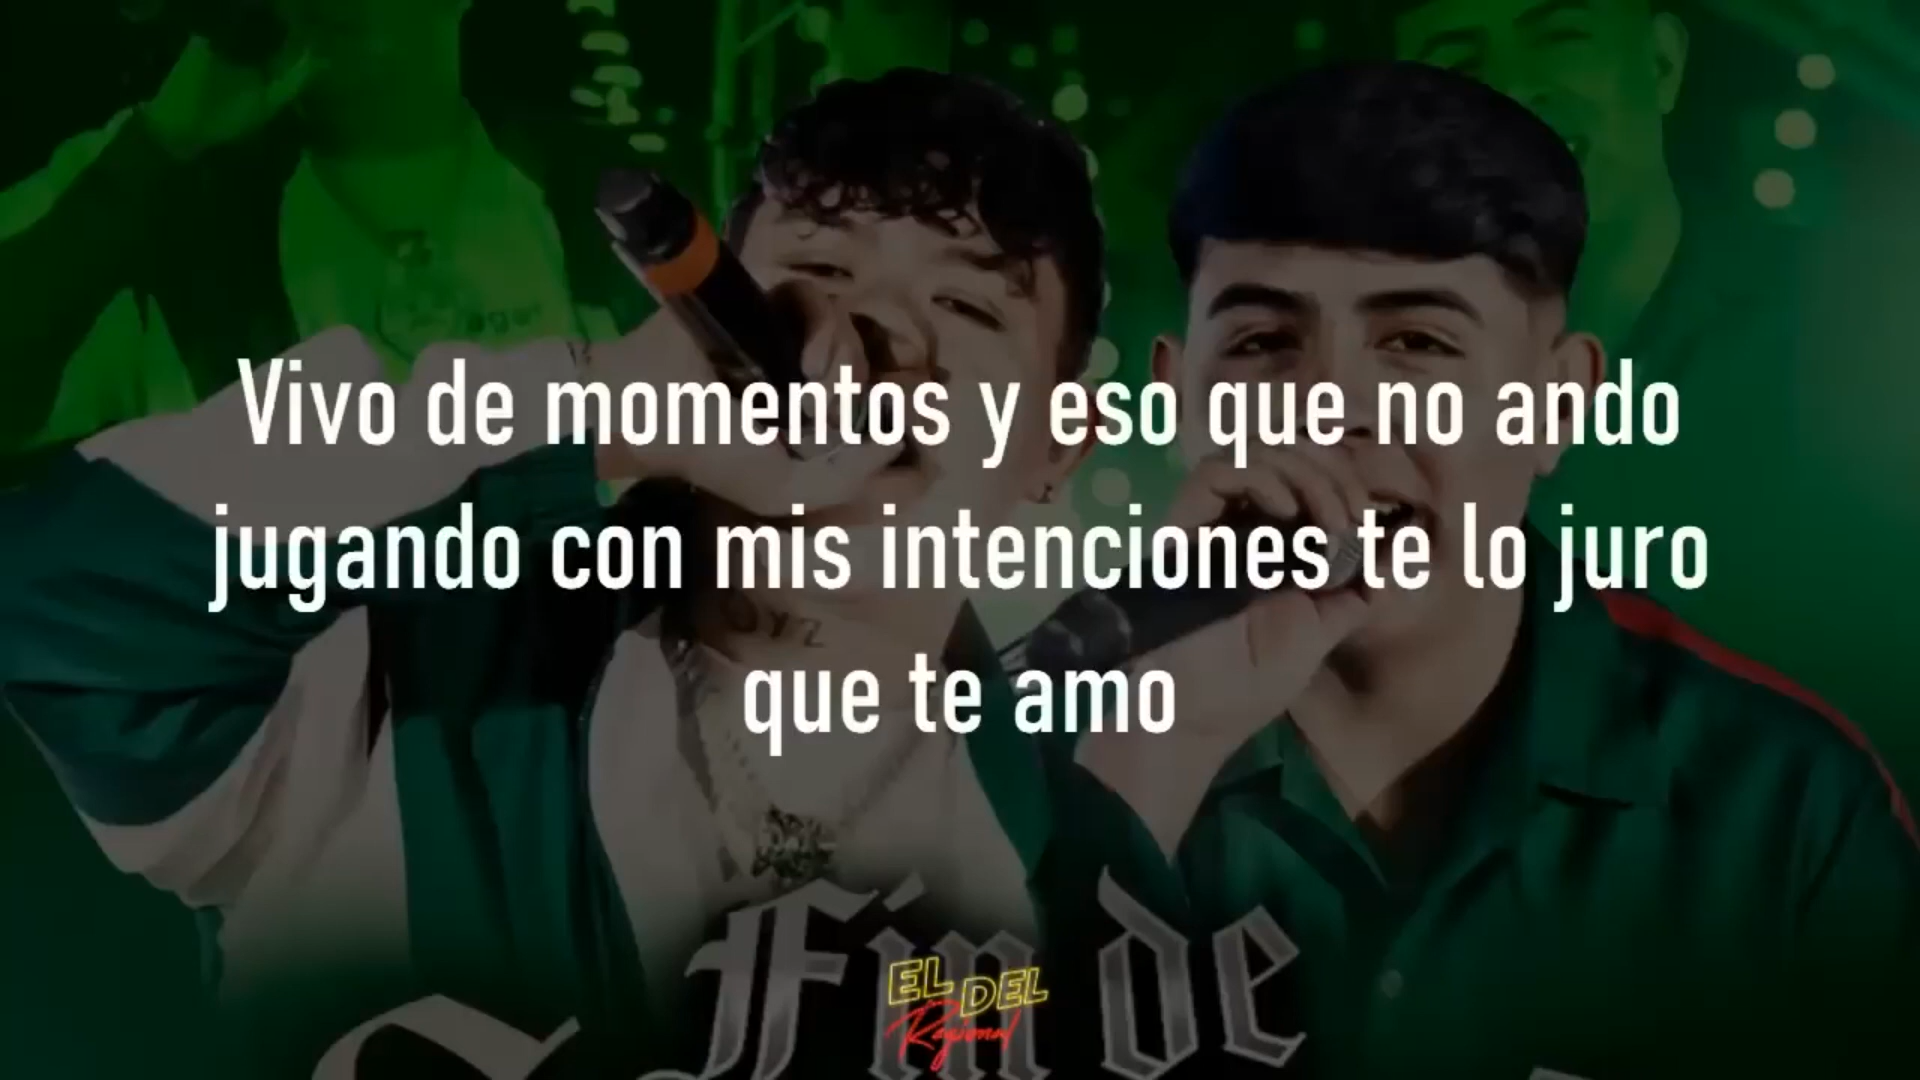 Vivo de momentos y eso que no ando
jugando con mis intenciones te lo juro
que te amo
Fin de
EL DEL
Regional